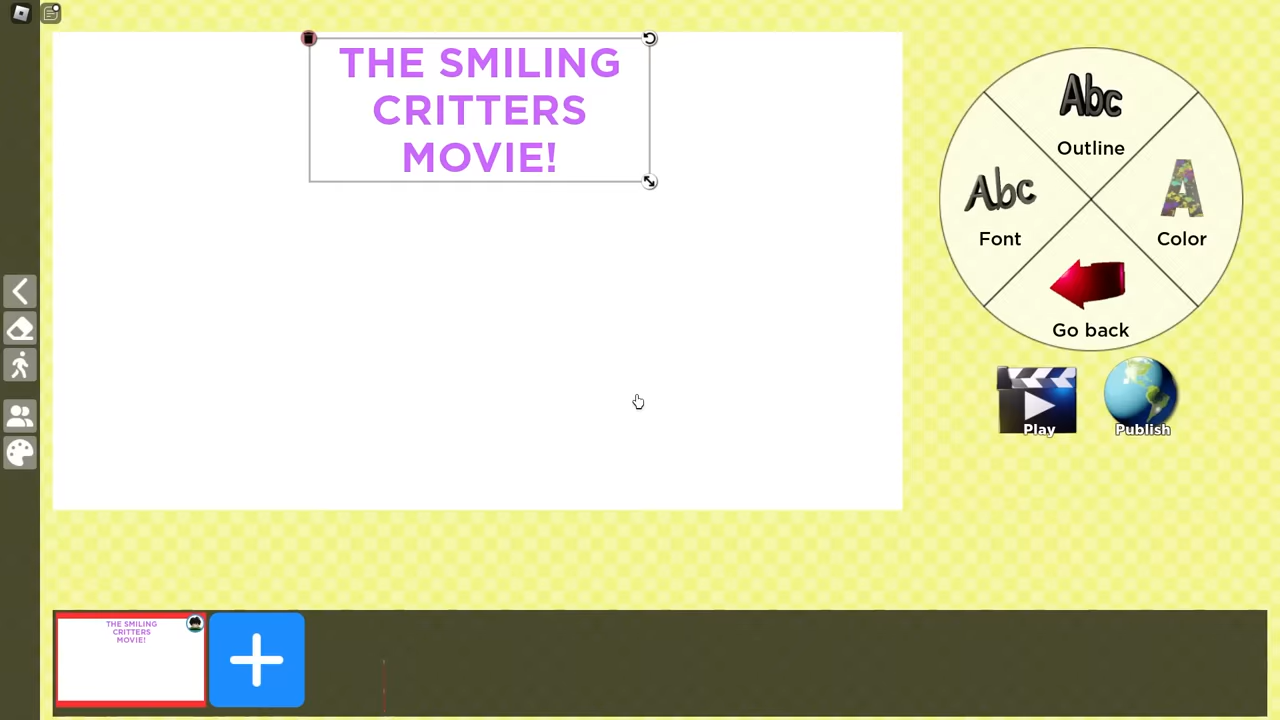 THE SMILING
CRITTERS
MOVIE!
Abc
Outline
Abc
Font
A
Color
Go back
Play
Publish
THE SMILING
CRITTERS
MOVIE!